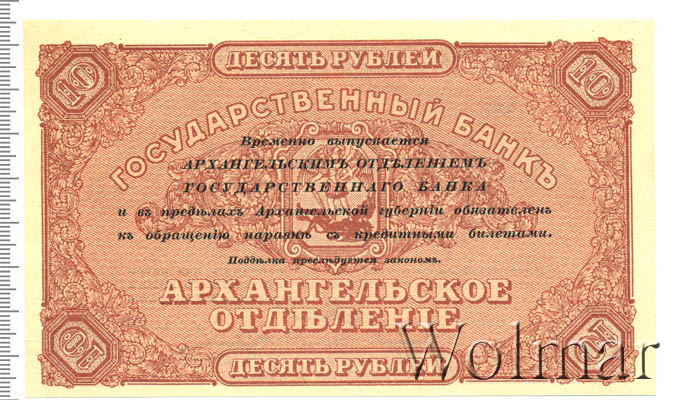 10 ДЕСЯТЬ РУБЛЕЙ 10
ГОСУДАРСТВЕННЫЙ БАНКЪ
Временно выпускается
АРХАНГЕЛЬСКИМЪ ОТДѢЛЕНІЕМЪ
ГОСУДАРСТВЕННАГО БАНКА
и въ предѣлахъ Архангельской губерніи обязателенъ
къ обращенію наравнѣ съ кредитными билетами.
Поддѣлка преслѣдуется закономъ.
АРХАНГЕЛЬСКОЕ
ОТДѢЛЕНІЕ
10 ДЕСЯТЬ РУБЛЕЙ 10
Wolmar